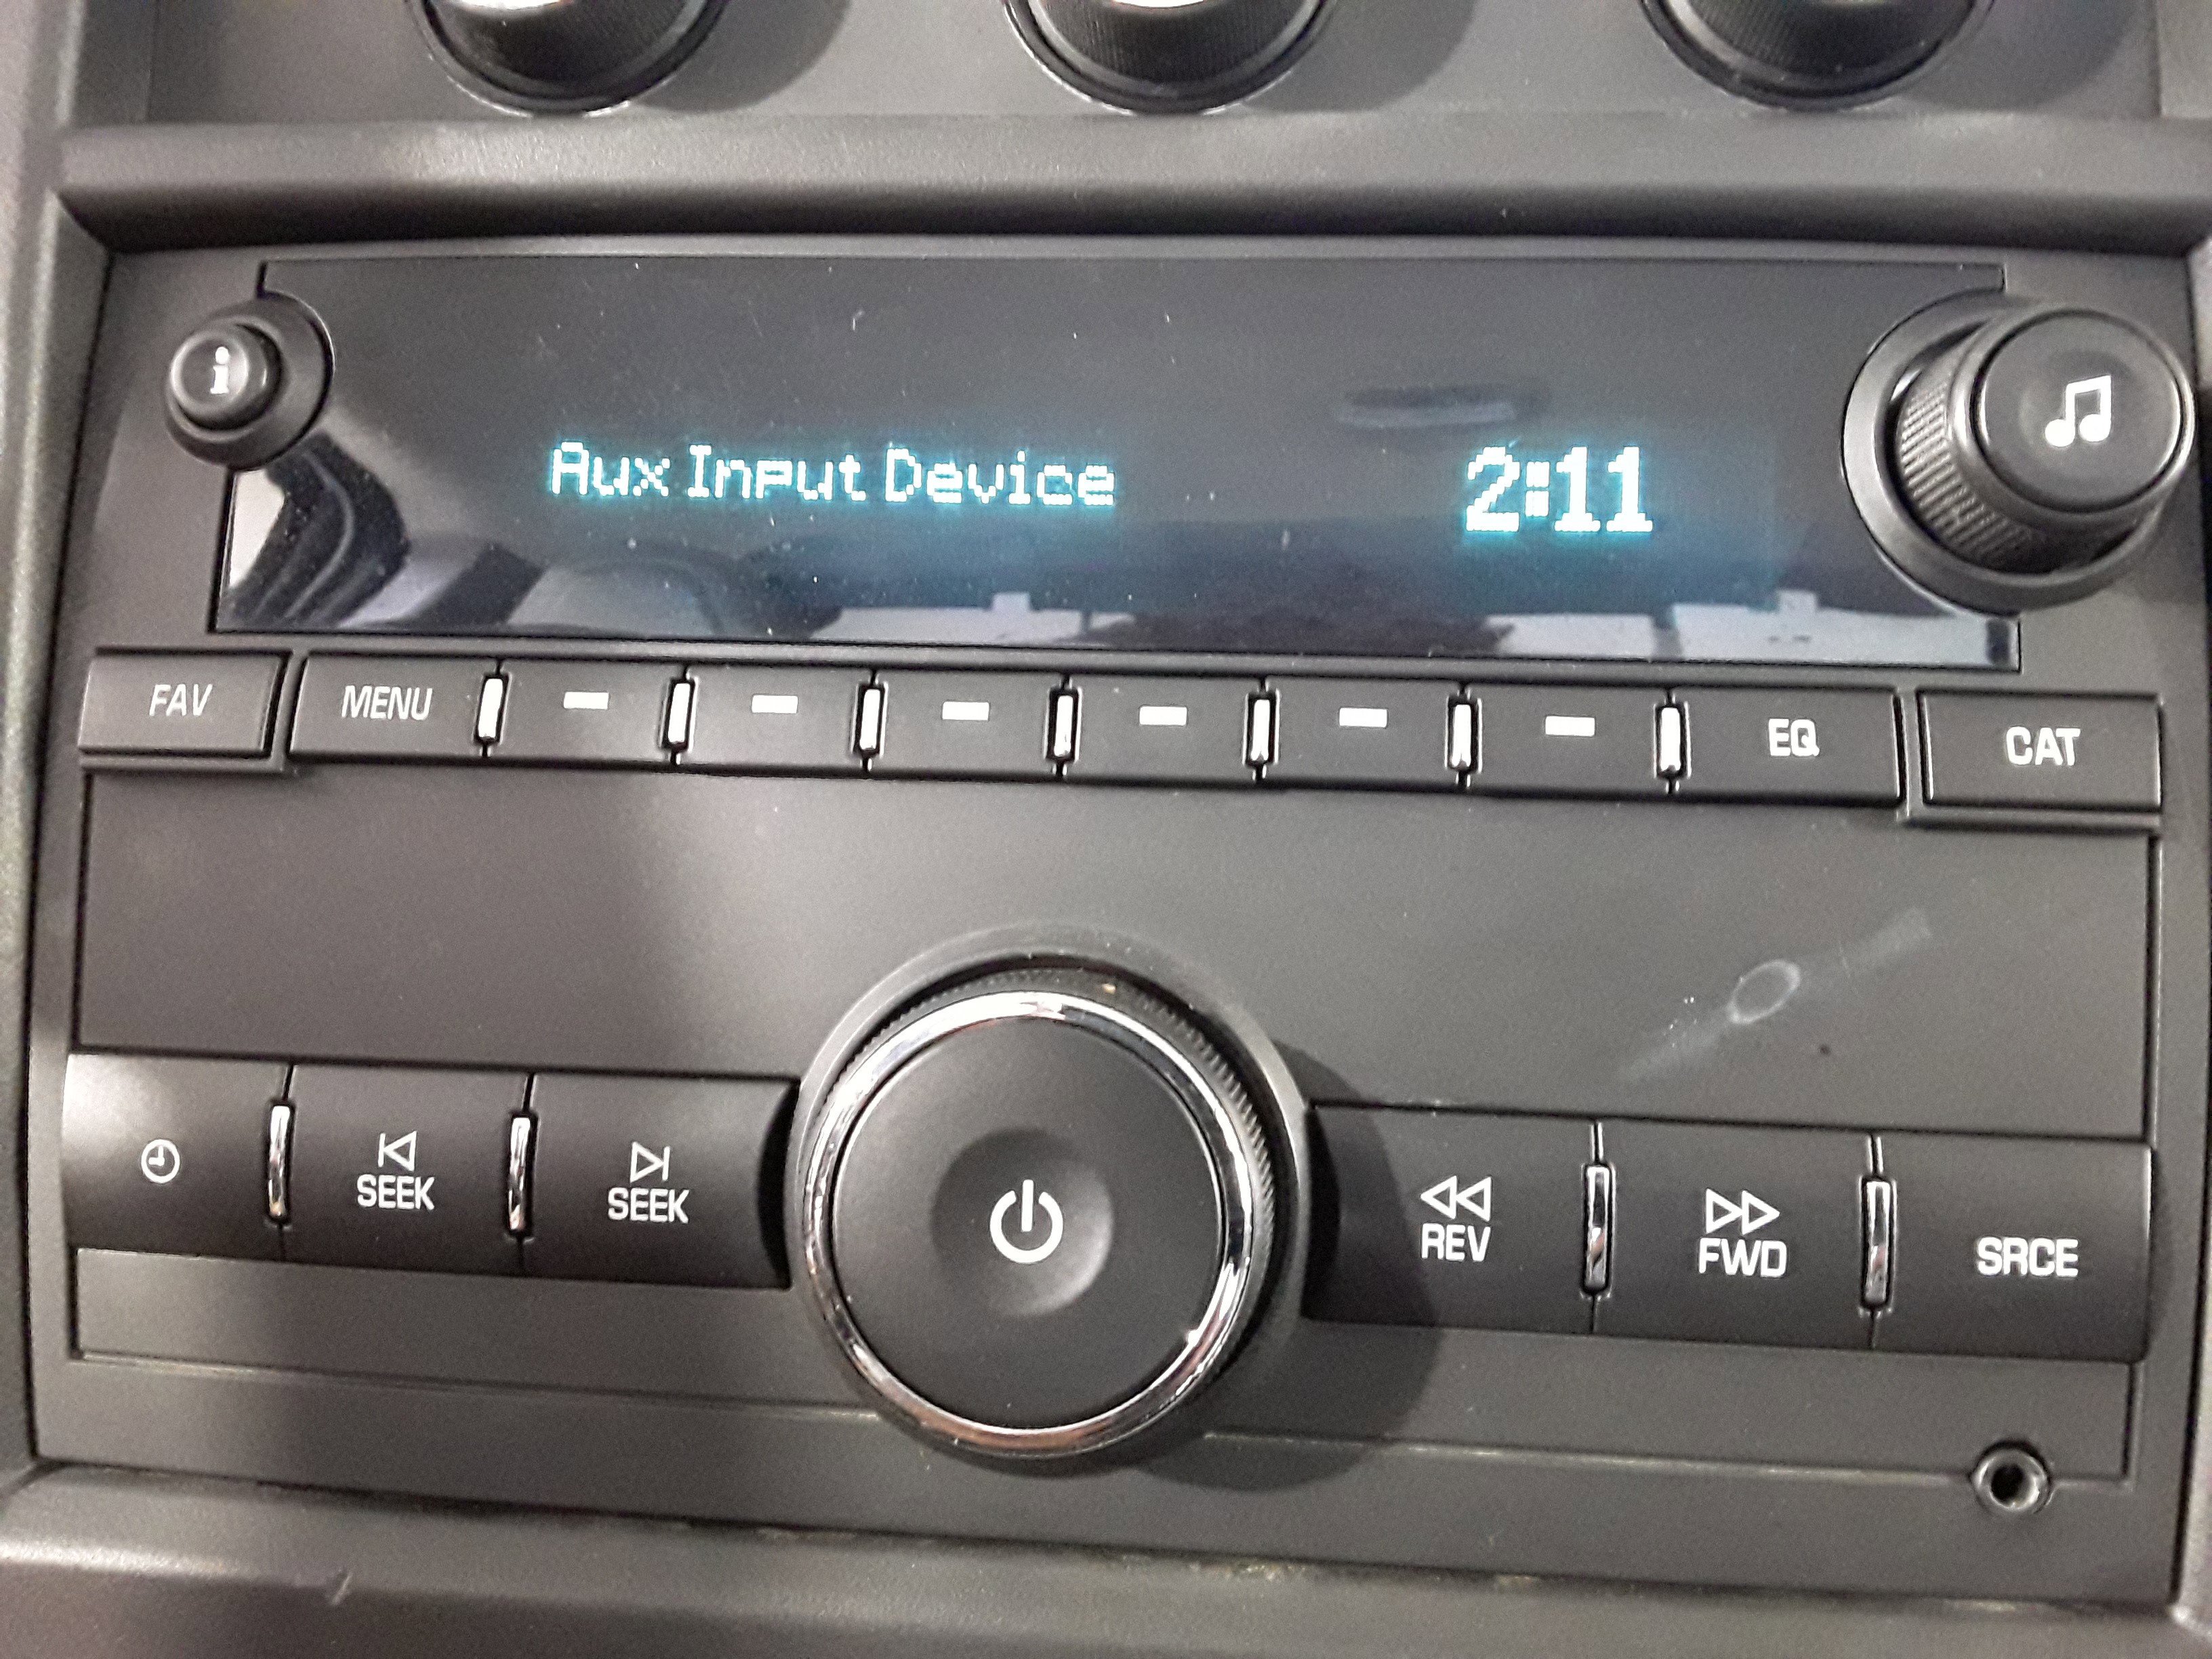 i
Aux Input Device 2:11
FAV MENU EQ CAT
SEEK SEEK REV FWD SRCE